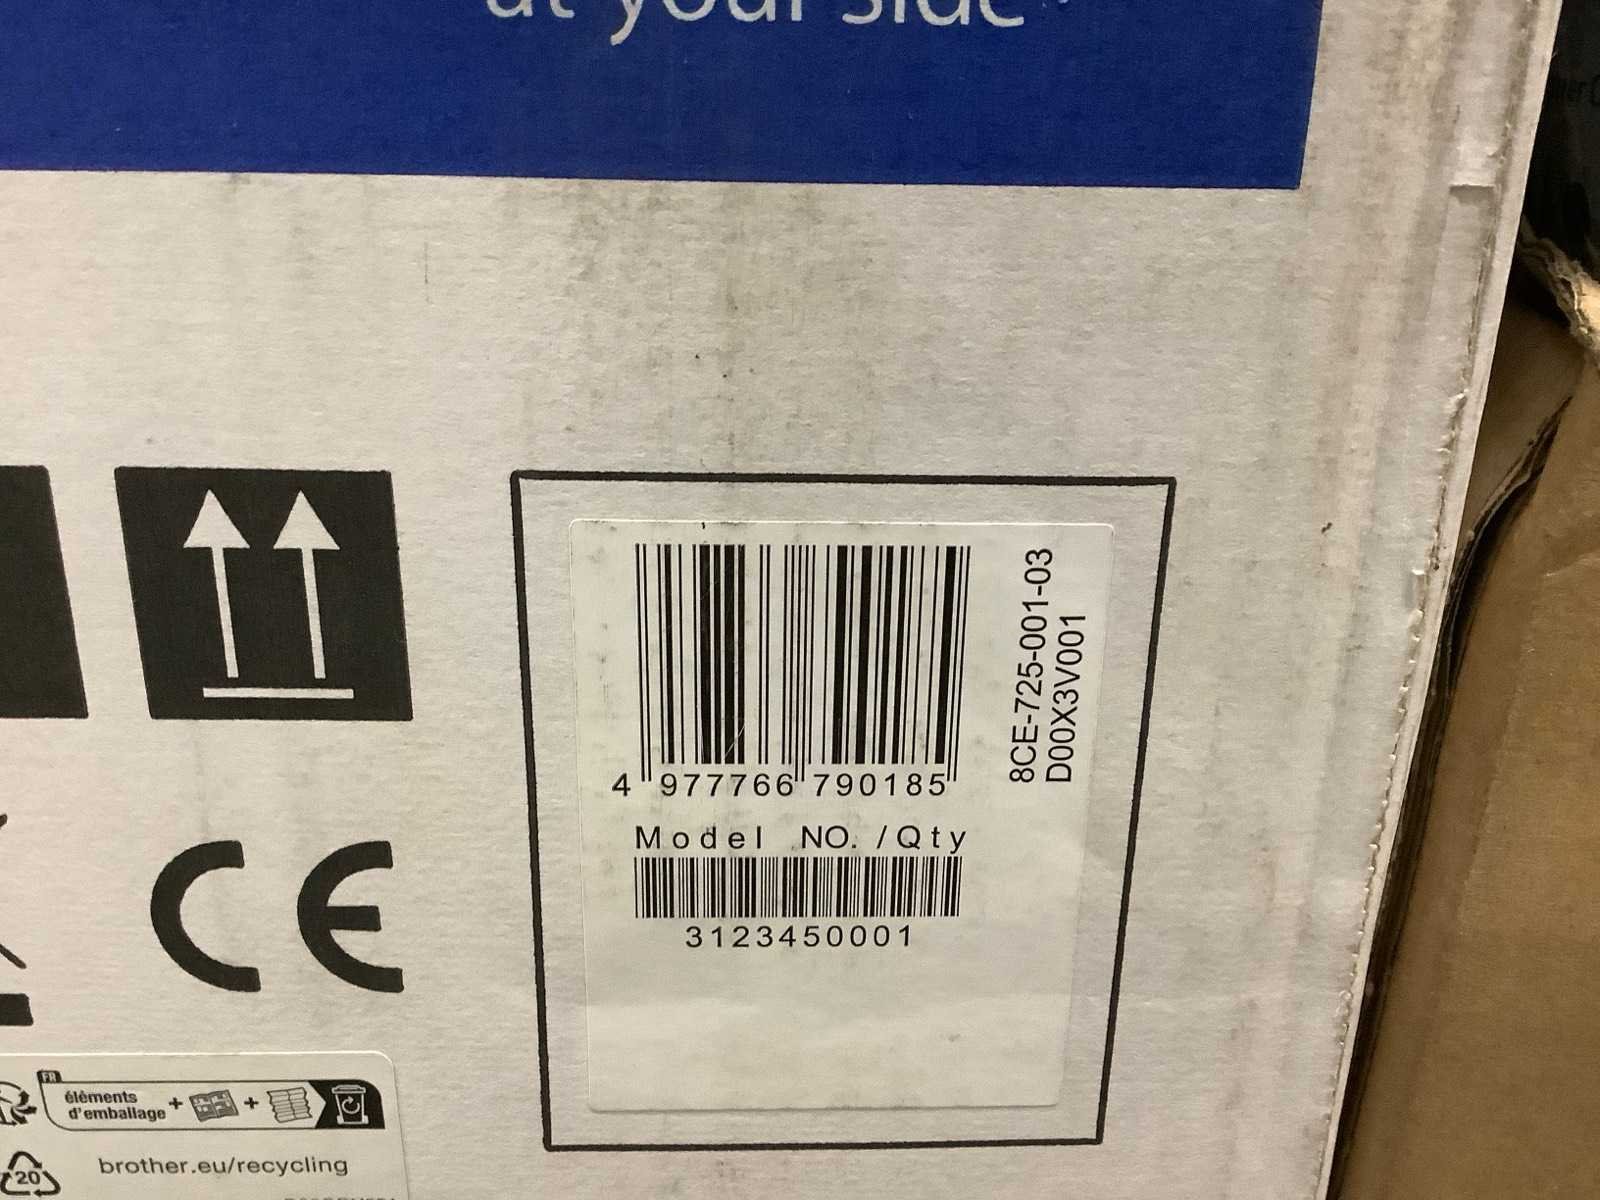 at your side
8CE-725-001-03
D00X3V001
4 977766 790185
Model NO. /Qty
3123450001
CE
FR
éléments
d'emballage + +
20
brother.eu/recycling